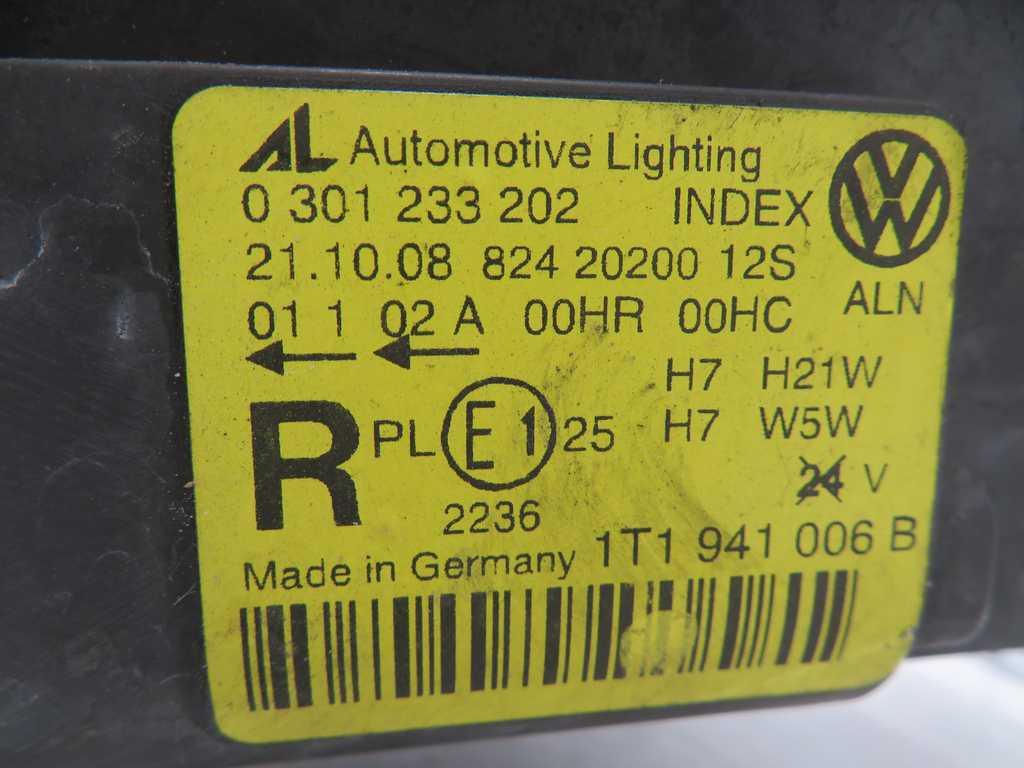 AL Automotive Lighting
0 301 233 202 INDEX
21.10.08 824 20200 12S
ALN
01 1 02 A 00HR 00HC
H7 H21W
R PL E1 25 H7 W5W
24 V
2236
Made in Germany 1T1 941 006 B